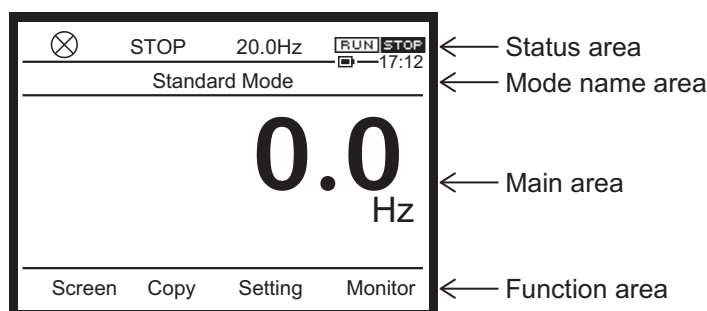 STOP 20.0Hz RUN STOP Status area
17:12
Standard Mode Mode name area
0.0 Main area
Hz
Screen Copy Setting Monitor Function area